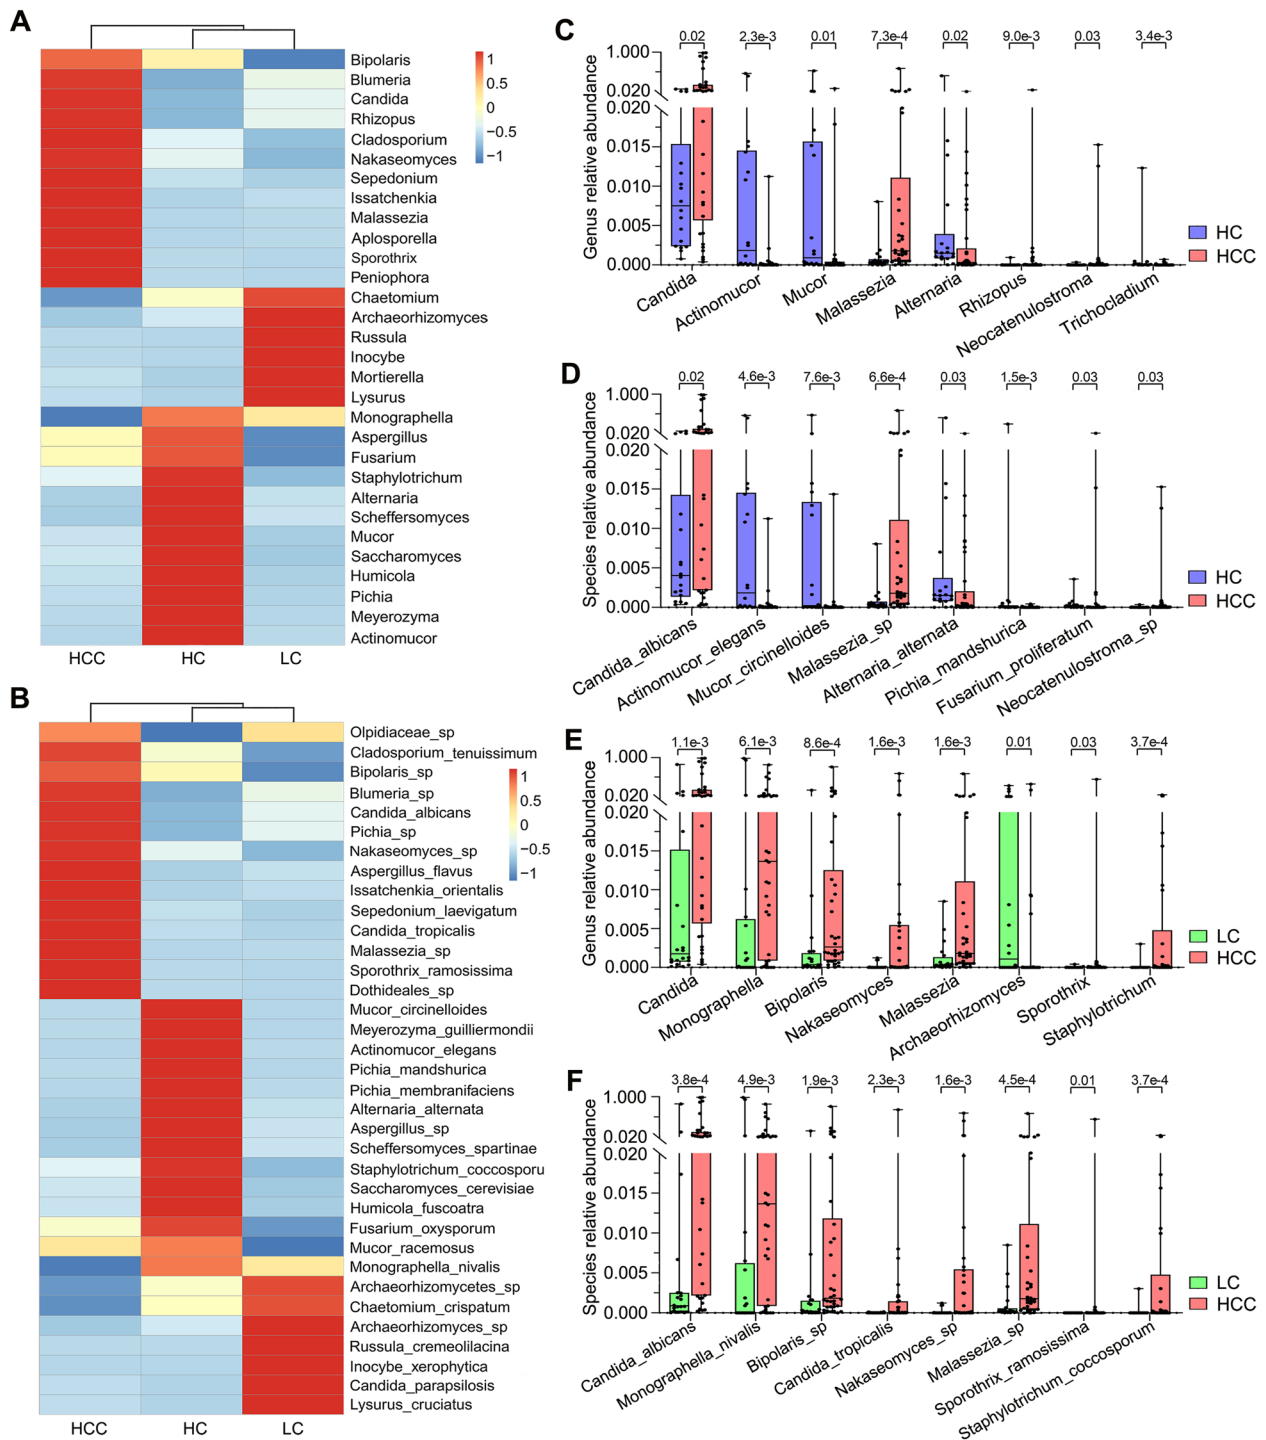 A
Bipolaris
Blumeria
Candida
Rhizopus
Cladosporium
Nakaseomyces
Sepedonium
Issatchenkia
Malassezia
Aplosporella
Sporothrix
Peniophora
Chaetomium
Archaeorhizomyces
Russula
Inocybe
Mortierella
Lysurus
Monographella
Aspergillus
Fusarium
Staphylotrichum
Alternaria
Scheffersomyces
Mucor
Saccharomyces
Humicola
Pichia
Meyerozyma
Actinomucor
1
0.5
0
−0.5
−1
HCC HC LC
B
Olpidiaceae_sp
Cladosporium_tenuissimum
Bipolaris_sp
Blumeria_sp
Candida_albicans
Pichia_sp
Nakaseomyces_sp
Aspergillus_flavus
Issatchenkia_orientalis
Sepedonium_laevigatum
Candida_tropicalis
Malassezia_sp
Sporothrix_ramosissima
Dothideales_sp
Mucor_circinelloides
Meyerozyma_guilliermondii
Actinomucor_elegans
Pichia_mandshurica
Pichia_membranifaciens
Alternaria_alternata
Aspergillus_sp
Scheffersomyces_spartinae
Staphylotrichum_coccosporu
Saccharomyces_cerevisiae
Humicola_fuscoatra
Fusarium_oxysporum
Mucor_racemosus
Monographella_nivalis
Archaeorhizomycetes_sp
Chaetomium_crispatum
Archaeorhizomyces_sp
Russula_cremeolilacina
Inocybe_xerophytica
Candida_parapsilosis
Lysurus_cruciatus
1
0.5
0
−0.5
−1
HCC HC LC
C
0.02 2.3e-3 0.01 7.3e-4 0.02 9.0e-3 0.03 3.4e-3
Genus relative abundance
1.000
0.020
0.020
0.015
0.010
0.005
0.000
Candida
Actinomucor
Mucor
Malassezia
Alternaria
Rhizopus
Neocatenulostroma
Trichocladium
HC
HCC
D
0.02 4.6e-3 7.6e-3 6.6e-4 0.03 1.5e-3 0.03 0.03
Species relative abundance
1.000
0.020
0.020
0.015
0.010
0.005
0.000
Candida_albicans
Actinomucor_elegans
Mucor_circinelloides
Malassezia_sp
Alternaria_alternata
Pichia_mandshurica
Fusarium_proliferatum
Neocatenulostroma_sp
HC
HCC
E
1.1e-3 6.1e-3 8.6e-4 1.6e-3 1.6e-3 0.01 0.03 3.7e-4
Genus relative abundance
1.000
0.020
0.020
0.015
0.010
0.005
0.000
Candida
Monographella
Bipolaris
Nakaseomyces
Malassezia
Archaeorhizomyces
Sporothrix
Staphylotrichum
LC
HCC
F
3.8e-4 4.9e-3 1.9e-3 2.3e-3 1.6e-3 4.5e-4 0.01 3.7e-4
Species relative abundance
1.000
0.020
0.020
0.015
0.010
0.005
0.000
Candida_albicans
Monographella_nivalis
Bipolaris_sp
Candida_tropicalis
Nakaseomyces_sp
Malassezia_sp
Sporothrix_ramosissima
Staphylotrichum_coccosporum
LC
HCC